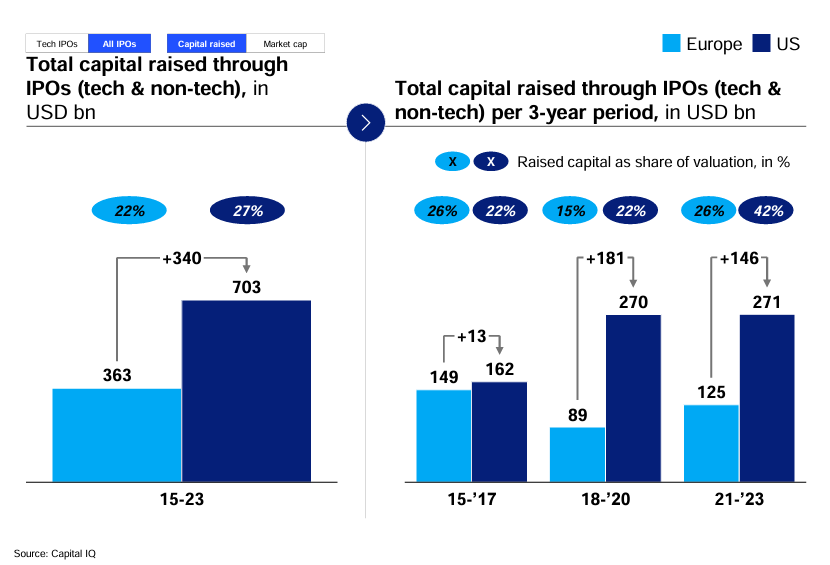 Tech IPOs All IPOs Capital raised Market cap
Europe US
Total capital raised through
IPOs (tech & non-tech), in
USD bn
Total capital raised through IPOs (tech &
non-tech) per 3-year period, in USD bn
X X Raised capital as share of valuation, in %
22% 27%
+340
703
363
15-23
26% 22% 15% 22% 26% 42%
+181 +146
270 271
+13
149 162
89
125
15-’17 18-’20 21-’23
Source: Capital IQ